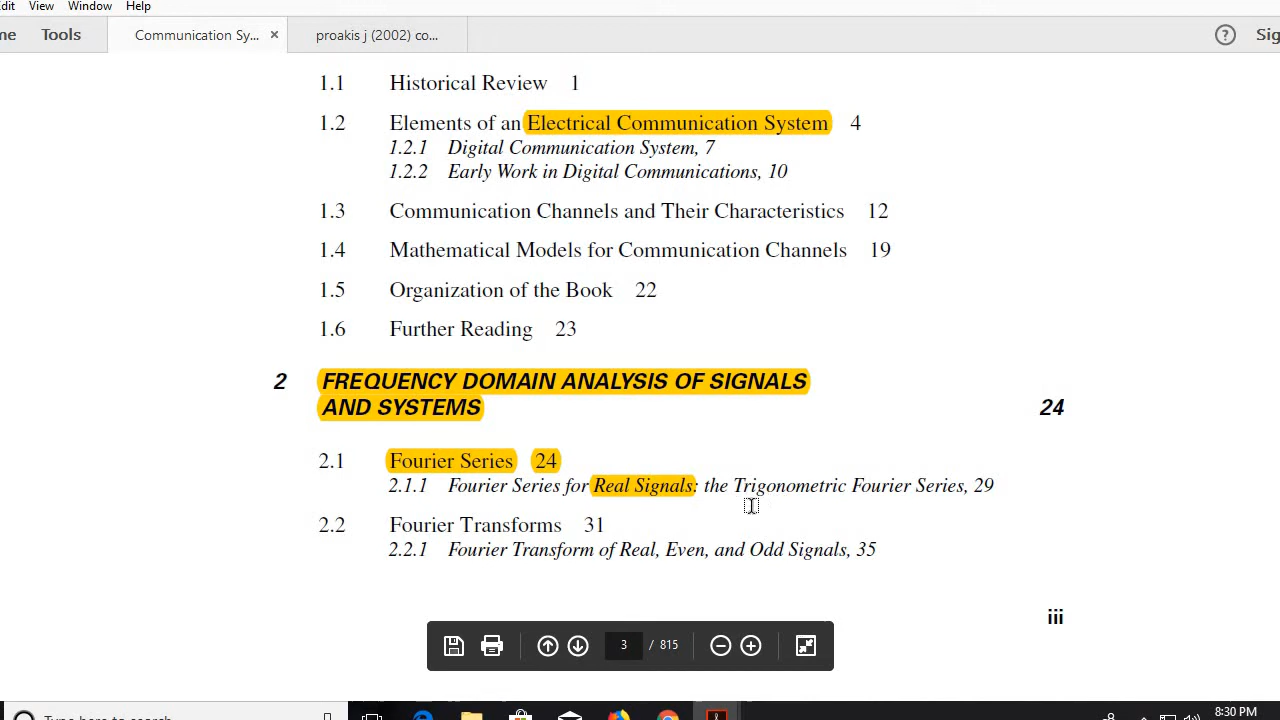 dit View Window Help
me Tools Communication Sy... × proakis j (2002) co... ? Sig
1.1 Historical Review 1
1.2 Elements of an Electrical Communication System 4
1.2.1 Digital Communication System, 7
1.2.2 Early Work in Digital Communications, 10
1.3 Communication Channels and Their Characteristics 12
1.4 Mathematical Models for Communication Channels 19
1.5 Organization of the Book 22
1.6 Further Reading 23
2 FREQUENCY DOMAIN ANALYSIS OF SIGNALS
AND SYSTEMS 24
2.1 Fourier Series 24
2.1.1 Fourier Series for Real Signals: the Trigonometric Fourier Series, 29
2.2 Fourier Transforms 31
2.2.1 Fourier Transform of Real, Even, and Odd Signals, 35
iii
3 / 815
Type here to search 8:30 PM